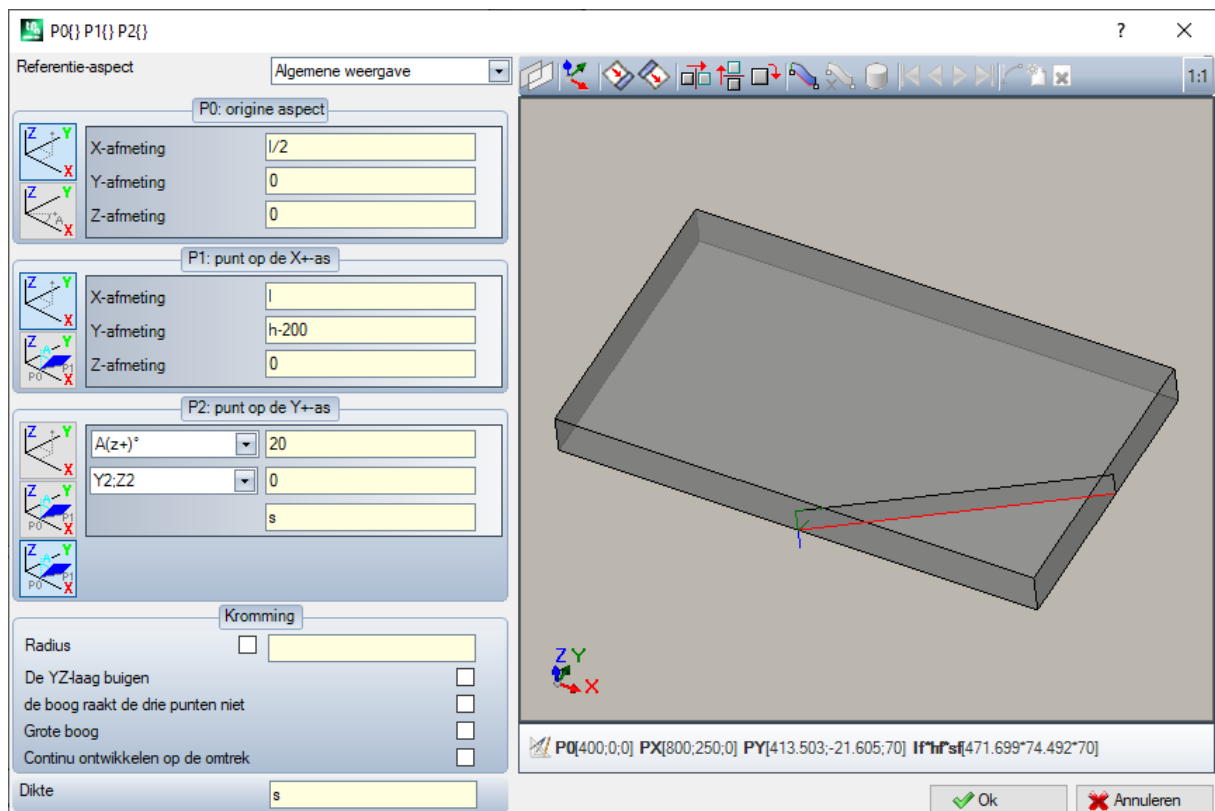 P0{} P1{} P2{}
?
Referentie-aspect
Algemene weergave
1:1
P0: origine aspect
X-afmeting
l/2
Y-afmeting
0
Z-afmeting
0
P1: punt op de X+-as
X-afmeting
l
Y-afmeting
h-200
Z-afmeting
0
P2: punt op de Y+-as
A(z+)°
20
Y2;Z2
0
s
Kromming
Radius
De YZ-laag buigen
de boog raakt de drie punten niet
Grote boog
Continu ontwikkelen op de omtrek
Dikte
s
Z Y
X
P0[400;0;0] PX[800;250;0] PY[413.503;-21.605;70] lf*hf*sf[471.699*74.492*70]
Ok
Annuleren